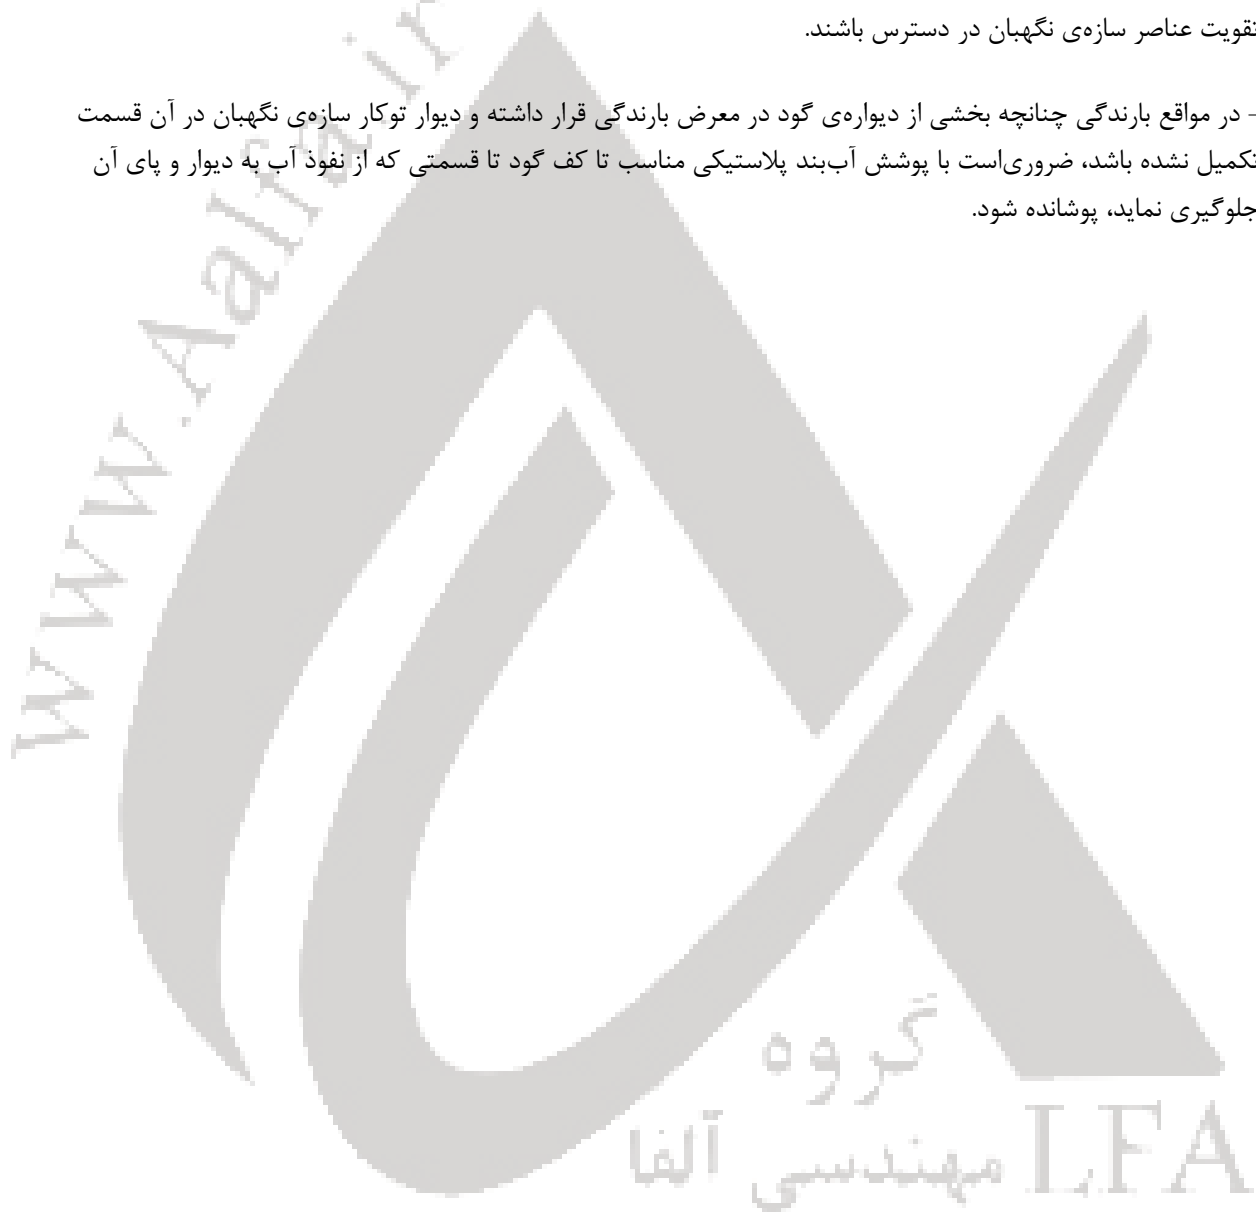 تقویت عناصر سازه‌ی نگهبان در دسترس باشند.
- در مواقع بارندگی چنانچه بخشی از دیواره‌ی گود در معرض بارندگی قرار داشته و دیوار توکار سازه‌ی نگهبان در آن قسمت
تکمیل نشده باشد، ضروری‌است با پوشش آب‌بند پلاستیکی مناسب تا کف گود تا قسمتی که از نفوذ آب به دیوار و پای آن
جلوگیری نماید، پوشانده شود.
www.Aalfa.ir
گروه
مهندسی آلفا
LFA